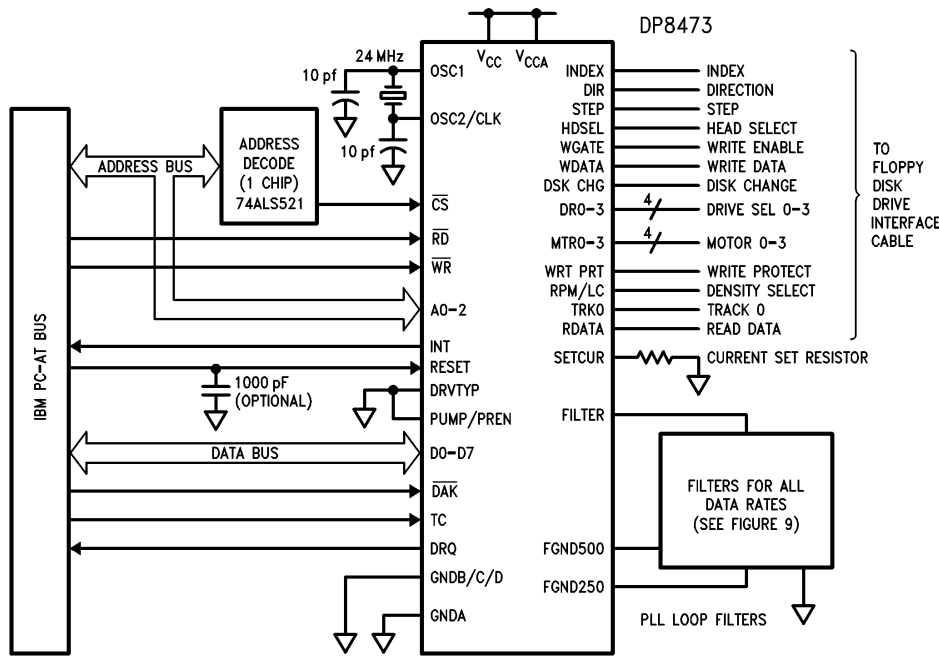 DP8473
24 MHz
VCC VCCA
10 pf
OSC1
OSC2/CLK
10 pf
ADDRESS BUS
ADDRESS
DECODE
(1 CHIP)
74ALS521
CS
RD
WR
A0-2
INT
RESET
1000 pF
(OPTIONAL)
DRVTYP
PUMP/PREN
DATA BUS
D0-D7
DAK
TC
DRQ
GNDB/C/D
GNDA
IBM PC-AT BUS
INDEX INDEX
DIR DIRECTION
STEP STEP
HDSEL HEAD SELECT
WGATE WRITE ENABLE
WDATA WRITE DATA
DSK CHG DISK CHANGE
DR0-3 4 DRIVE SEL 0-3
MTR0-3 4 MOTOR 0-3
WRT PRT WRITE PROTECT
RPM/LC DENSITY SELECT
TRK0 TRACK 0
RDATA READ DATA
SETCUR CURRENT SET RESISTOR
TO
FLOPPY
DISK
DRIVE
INTERFACE
CABLE
FILTER
FILTERS FOR ALL
DATA RATES
(SEE FIGURE 9)
FGND500
FGND250
PLL LOOP FILTERS